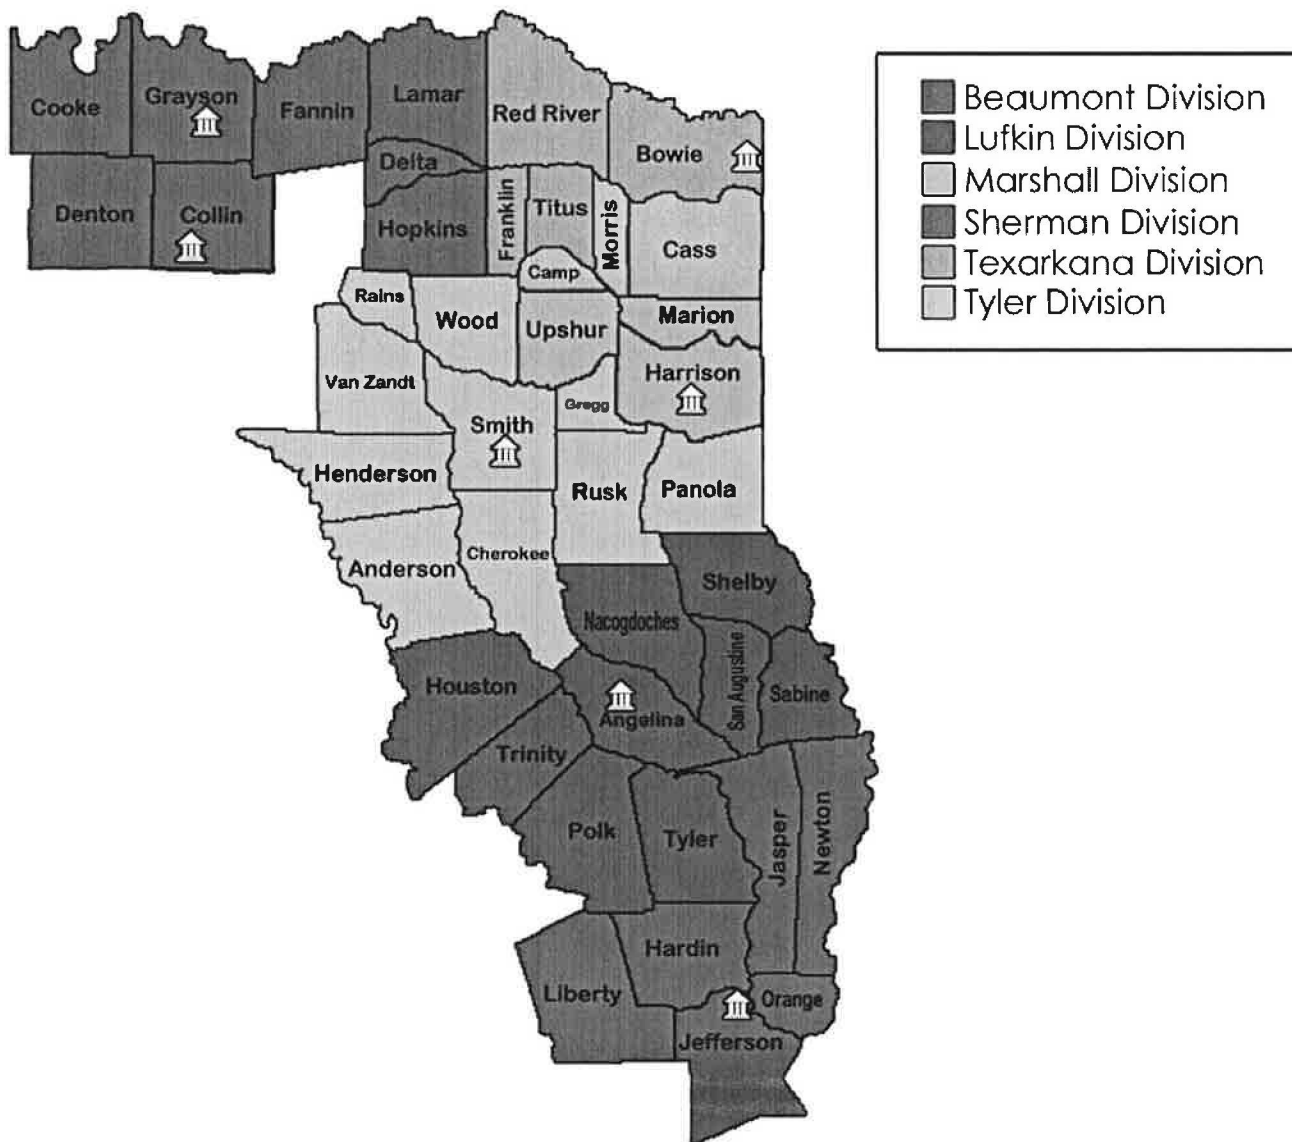 Beaumont Division
Lufkin Division
Marshall Division
Sherman Division
Texarkana Division
Tyler Division
Cooke
Grayson
Fannin
Lamar
Red River
Bowie
Delta
Denton
Collin
Hopkins
Franklin
Titus
Morris
Cass
Camp
Rains
Wood
Upshur
Marion
Van Zandt
Harrison
Gregg
Smith
Henderson
Rusk
Panola
Anderson
Cherokee
Shelby
Nacogdoches
San Augustine
Sabine
Houston
Angelina
Trinity
Polk
Tyler
Jasper
Newton
Hardin
Liberty
Orange
Jefferson